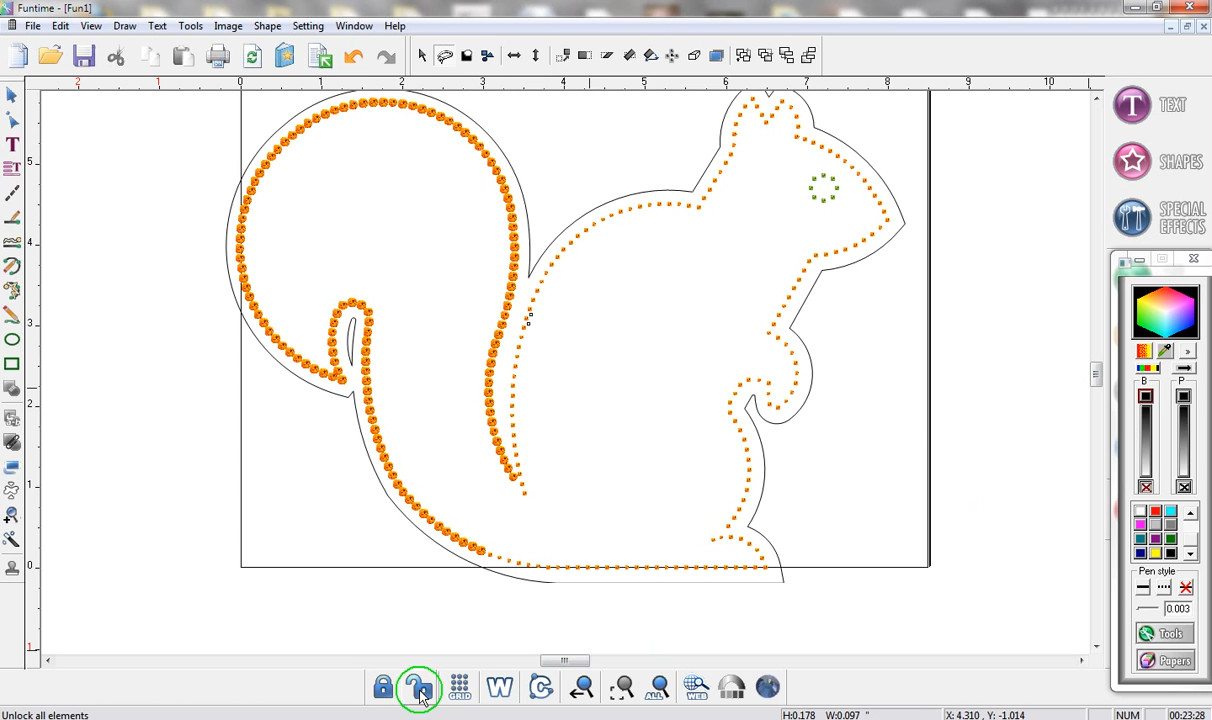 Funtime - [Fun1]
File Edit View Draw Text Tools Image Shape Setting Window Help
2 1 0 1 2 3 4 5 6 7 8 9 10
5
4
3
2
1
0
1
TEXT
SHAPES
SPECIAL
EFFECTS
B P
Pen style
0.003
Tools
Papers
GRID W C ALL WEB
Unlock all elements
H:0.178 W:0.097 "
X: 4.310 , Y: -1.014
NUM
00:23:28